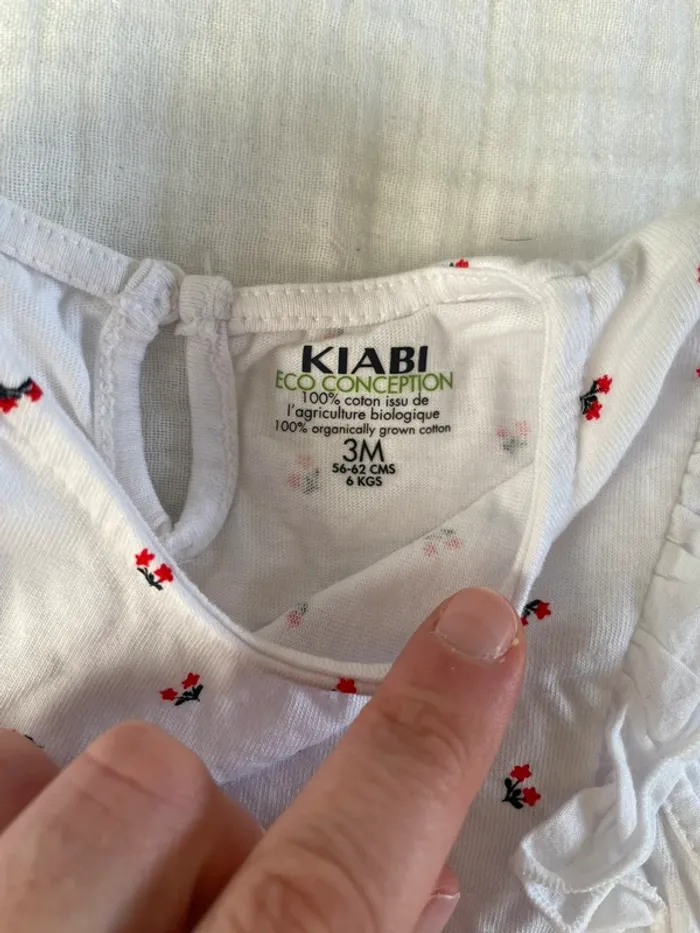 KIABI
ECO CONCEPTION
100% coton issu de
l'agriculture biologique
100% organically grown cotton
3M
56-62 CMS
6 KGS